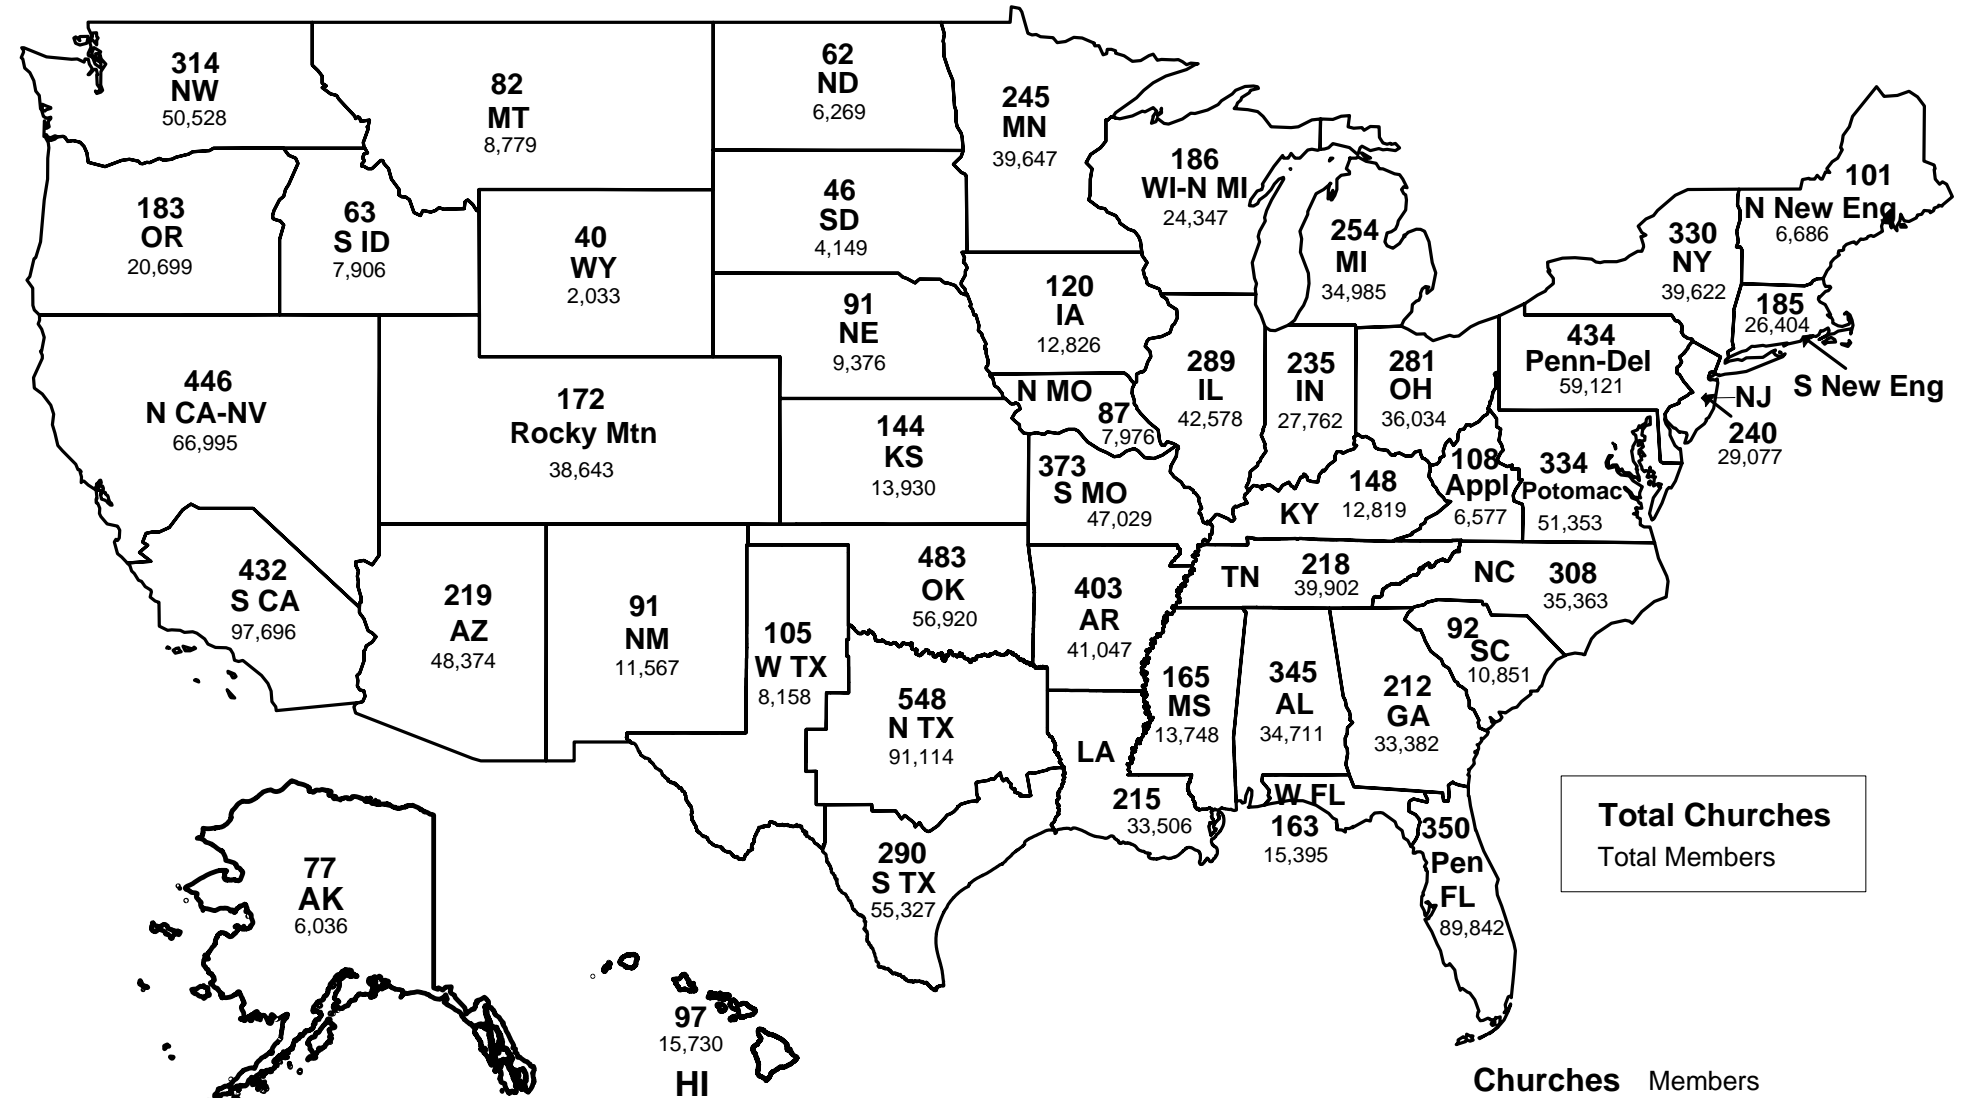 314
NW
50,528
82
MT
8,779
62
ND
6,269
245
MN
39,647
186
WI-N MI
24,347
101
N New Eng
6,686
183
OR
20,699
63
S ID
7,906
40
WY
2,033
46
SD
4,149
254
MI
34,985
330
NY
39,622
91
NE
9,376
120
IA
12,826
185
26,404
S New Eng
446
N CA-NV
66,995
172
Rocky Mtn
38,643
144
KS
13,930
N MO
87
7,976
289
IL
42,578
235
IN
27,762
281
OH
36,034
434
Penn-Del
59,121
NJ
240
29,077
373
S MO
47,029
KY
148
12,819
108
Appl
6,577
334
Potomac
51,353
432
S CA
97,696
219
AZ
48,374
91
NM
11,567
105
W TX
8,158
483
OK
56,920
403
AR
41,047
TN
218
39,902
NC
308
35,363
92
SC
10,851
548
N TX
91,114
LA
215
33,506
165
MS
13,748
345
AL
34,711
212
GA
33,382
W FL
163
15,395
350
Pen
FL
89,842
290
S TX
55,327
77
AK
6,036
97
15,730
HI
Total Churches
Total Members
Churches Members